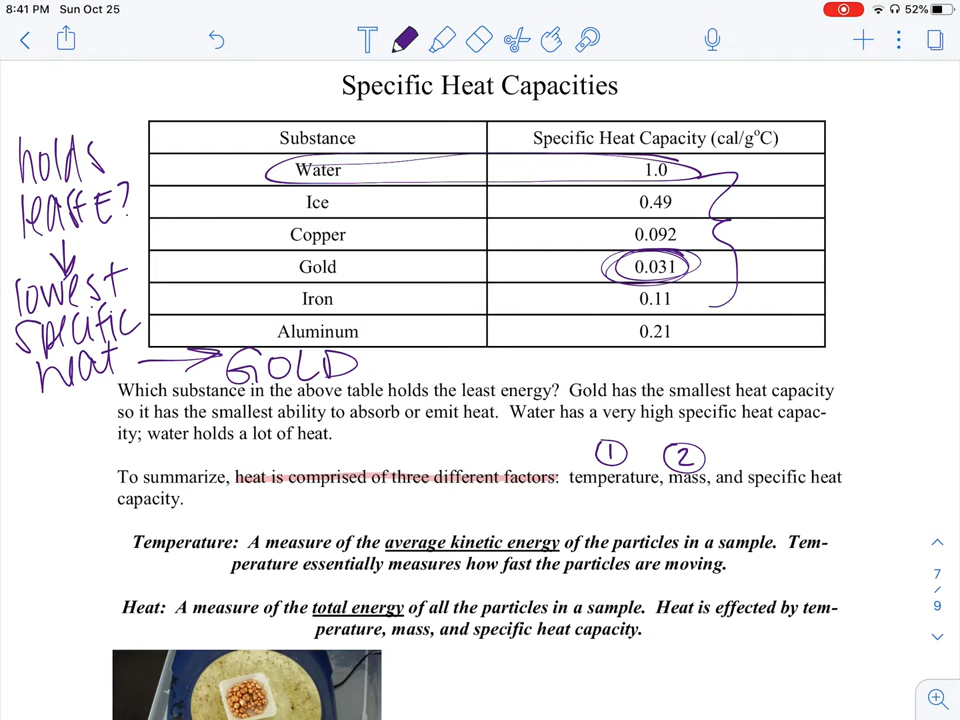 8:41 PM Sun Oct 25 52%
T
Specific Heat Capacities
Substance Specific Heat Capacity (cal/gºC)
Water 1.0
Ice 0.49
Copper 0.092
Gold 0.031
Iron 0.11
Aluminum 0.21
holds
least E?
lowest
specific
heat → GOLD
Which substance in the above table holds the least energy? Gold has the smallest heat capacity
so it has the smallest ability to absorb or emit heat. Water has a very high specific heat capac-
ity; water holds a lot of heat.
1 2
To summarize, heat is comprised of three different factors: temperature, mass, and specific heat
capacity.
Temperature: A measure of the average kinetic energy of the particles in a sample. Tem-
perature essentially measures how fast the particles are moving.
Heat: A measure of the total energy of all the particles in a sample. Heat is effected by tem-
perature, mass, and specific heat capacity.
7
/
9